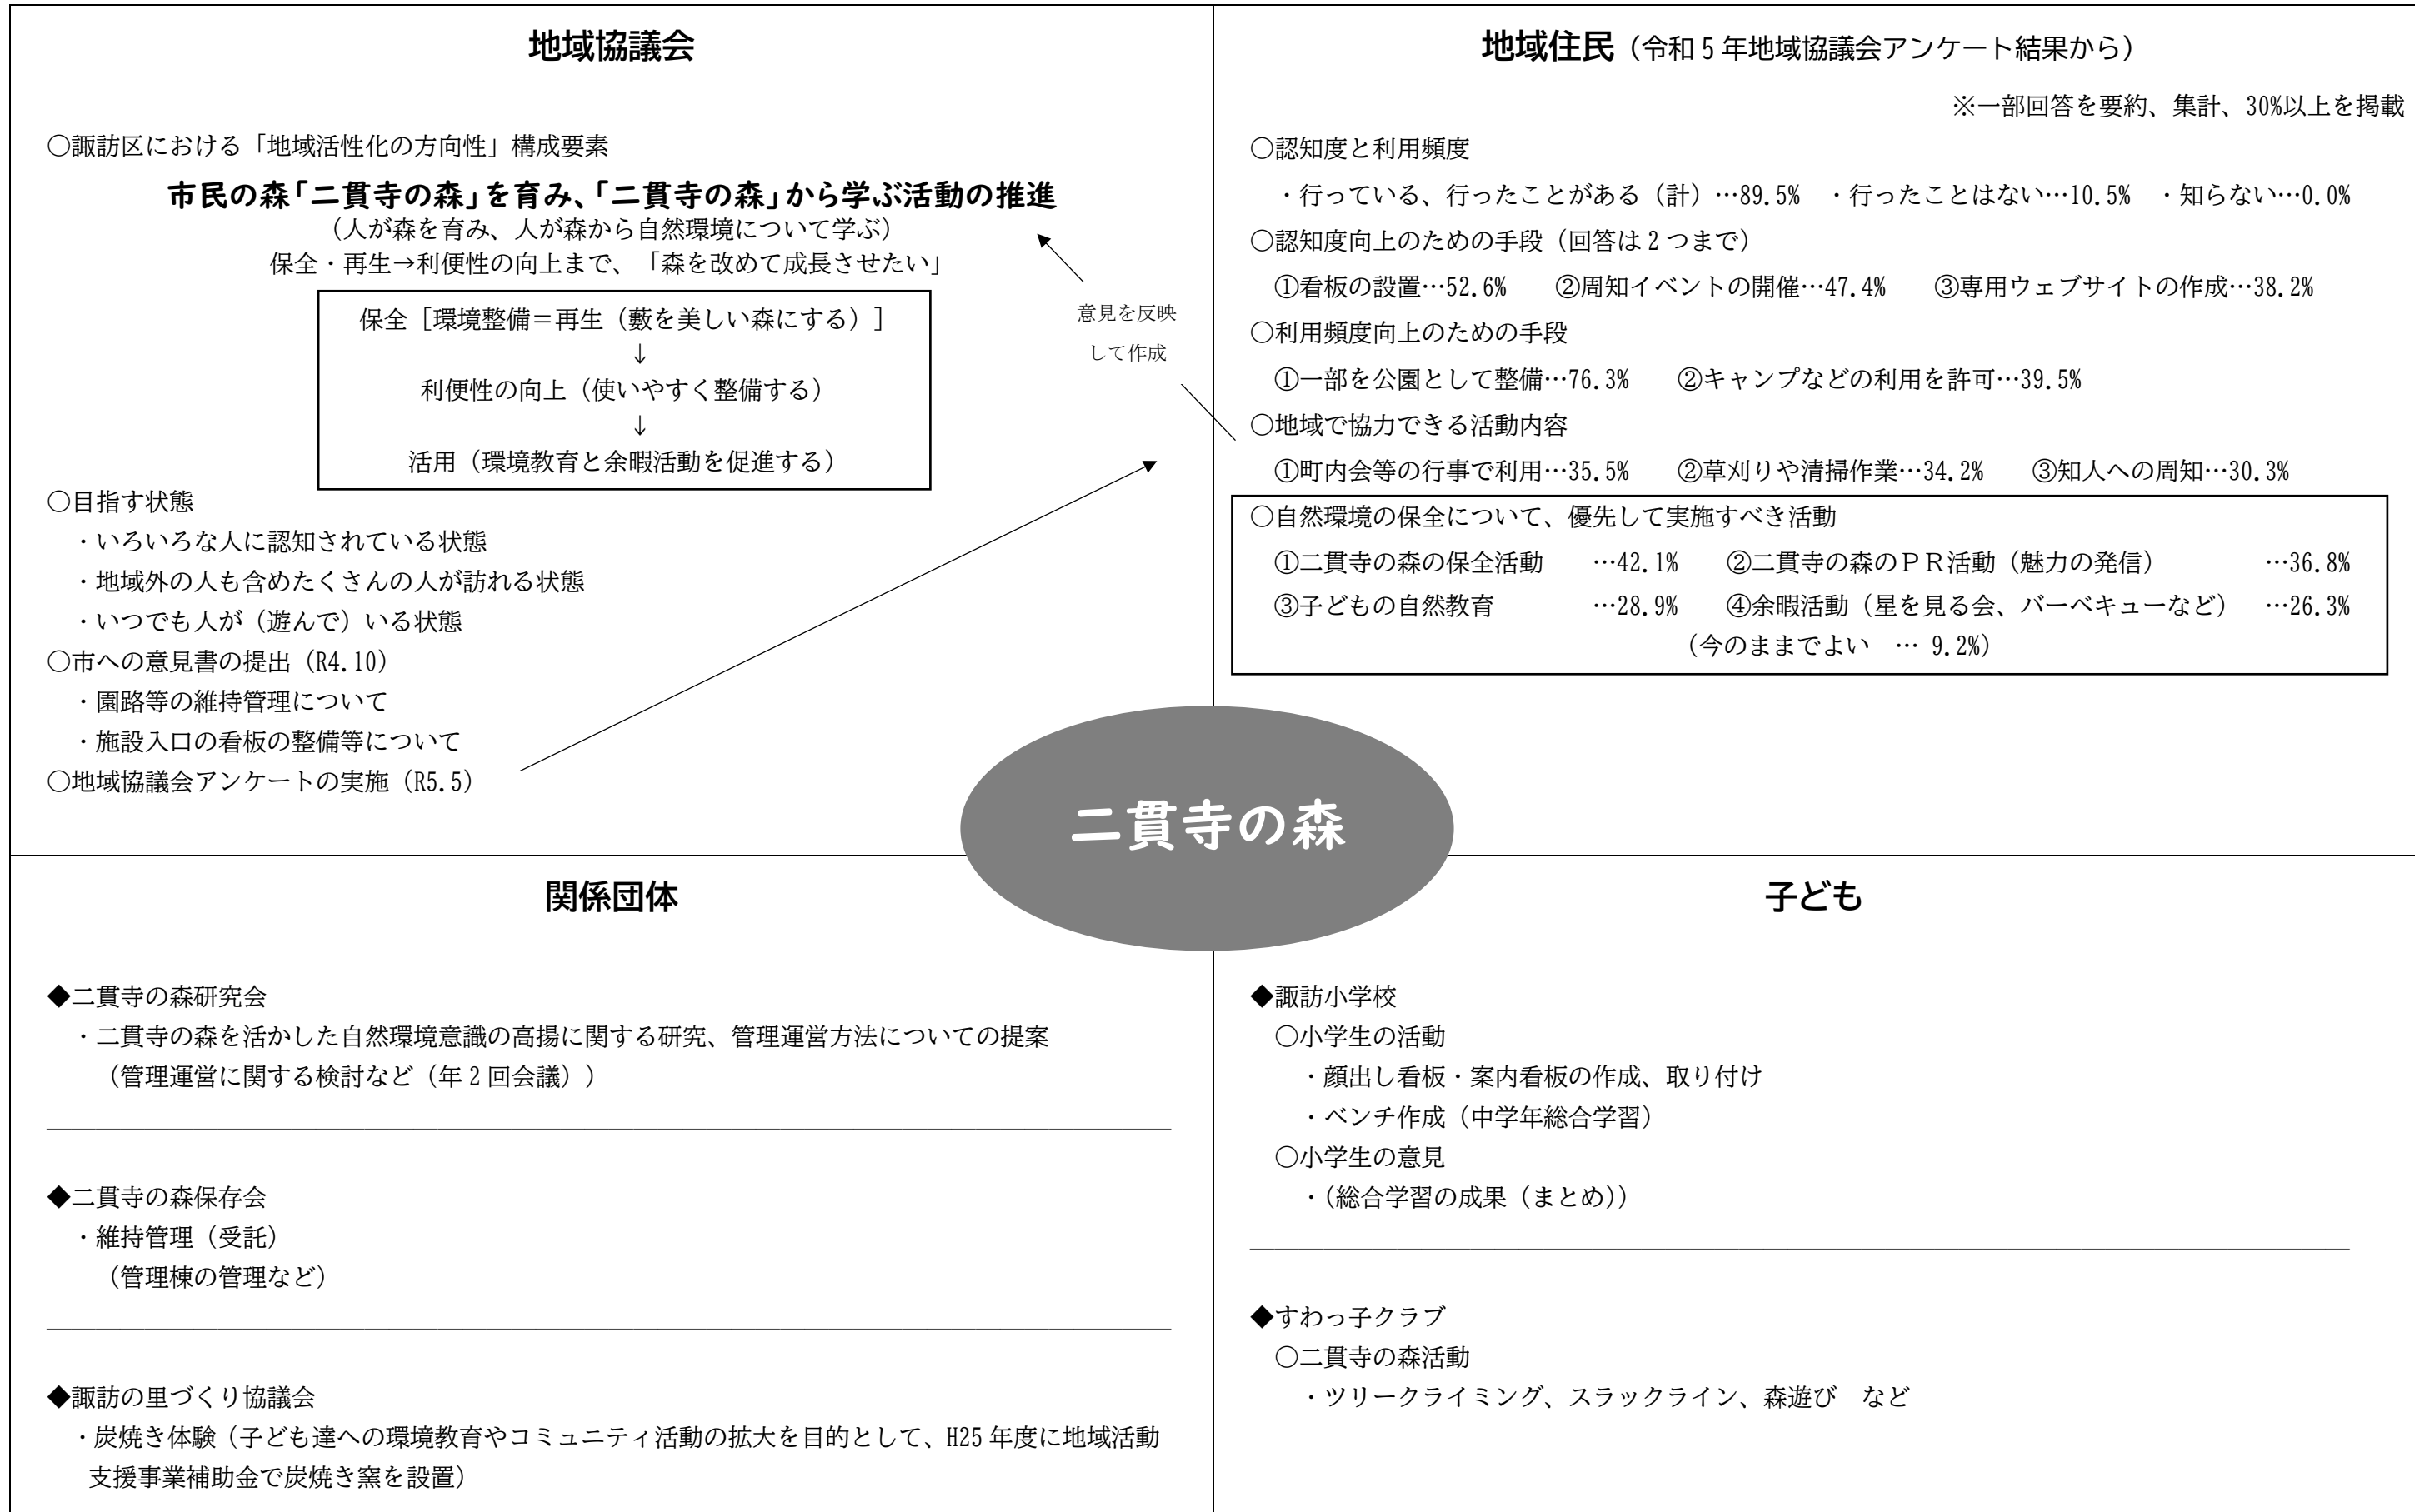 地域協議会
○諏訪区における「地域活性化の方向性」構成要素
市民の森「二貫寺の森」を育み、「二貫寺の森」から学ぶ活動の推進
（人が森を育み、人が森から自然環境について学ぶ）
保全・再生→利便性の向上まで、「森を改めて成長させたい」
保全［環境整備＝再生（藪を美しい森にする）］
↓
利便性の向上（使いやすく整備する）
↓
活用（環境教育と余暇活動を促進する）
意見を反映
して作成
○目指す状態
・いろいろな人に認知されている状態
・地域外の人も含めたくさんの人が訪れる状態
・いつでも人が（遊んで）いる状態
○市への意見書の提出（R4.10）
・園路等の維持管理について
・施設入口の看板の整備等について
○地域協議会アンケートの実施（R5.5）
地域住民（令和5年地域協議会アンケート結果から）
※一部回答を要約、集計、30%以上を掲載
○認知度と利用頻度
・行っている、行ったことがある（計）…89.5%　・行ったことはない…10.5%　・知らない…0.0%
○認知度向上のための手段（回答は2つまで）
①看板の設置…52.6%　②周知イベントの開催…47.4%　③専用ウェブサイトの作成…38.2%
○利用頻度向上のための手段
①一部を公園として整備…76.3%　②キャンプなどの利用を許可…39.5%
○地域で協力できる活動内容
①町内会等の行事で利用…35.5%　②草刈りや清掃作業…34.2%　③知人への周知…30.3%
○自然環境の保全について、優先して実施すべき活動
①二貫寺の森の保全活動　…42.1%　②二貫寺の森のＰＲ活動（魅力の発信）　…36.8%
③子どもの自然教育　…28.9%　④余暇活動（星を見る会、バーベキューなど）　…26.3%
（今のままでよい　… 9.2%）
二貫寺の森
関係団体
◆二貫寺の森研究会
・二貫寺の森を活かした自然環境意識の高揚に関する研究、管理運営方法についての提案
（管理運営に関する検討など（年2回会議））
◆二貫寺の森保存会
・維持管理（受託）
（管理棟の管理など）
◆諏訪の里づくり協議会
・炭焼き体験（子ども達への環境教育やコミュニティ活動の拡大を目的として、H25年度に地域活動
支援事業補助金で炭焼き窯を設置）
子ども
◆諏訪小学校
○小学生の活動
・顔出し看板・案内看板の作成、取り付け
・ベンチ作成（中学年総合学習）
○小学生の意見
・（総合学習の成果（まとめ））
◆すわっ子クラブ
○二貫寺の森活動
・ツリークライミング、スラックライン、森遊び　など